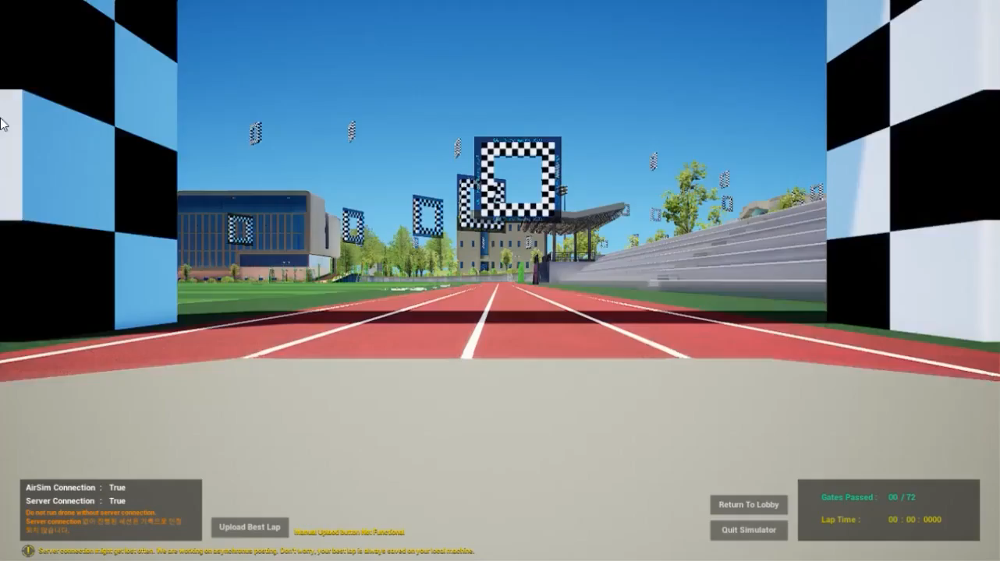 AirSim Connection : True
Server Connection : True
Do not run drone without server connection.
Server connection 없이 진행된 세션은 기록으로 인정
되지 않습니다.
Upload Best Lap
Manual Upload button Not Functional
Server connection might get lost often. We are working on asynchronus posting. Don't worry, your best lap is always saved on your local machine.
Return To Lobby
Quit Simulator
Gates Passed : 00 / 72
Lap Time : 00 : 00 : 0000